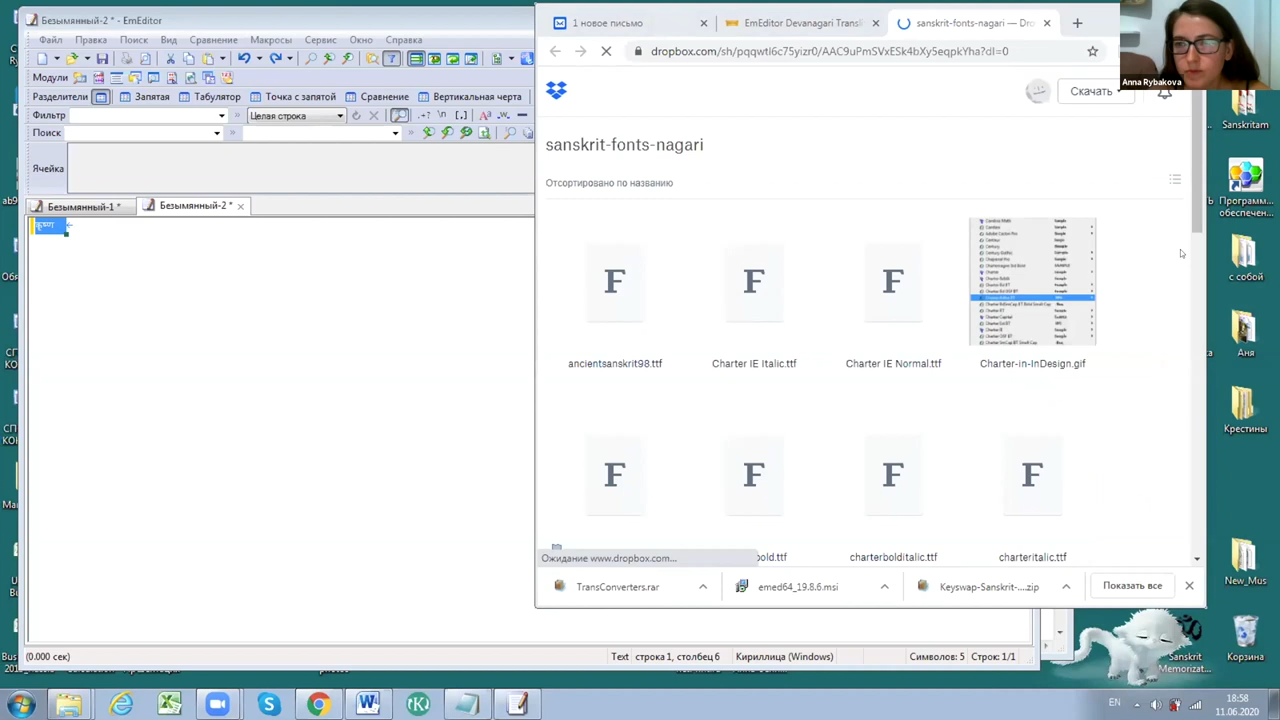 Безымянный-2 * - EmEditor
Файл Правка Поиск Вид Сравнение Макросы Сервис Окно Справка
Модули
Разделители Запятая Табулятор Точка с запятой Сравнение
Фильтр Целая строка
Поиск
Ячейка
Безымянный-1 * Безымянный-2 *
(0.000 сек) Text строка 1, столбец 6 Кириллица (Windows) Символов: 5 Строк: 1/1
1 новое письмо
EmEditor Devanagari Transl
sanskrit-fonts-nagari — Dro
dropbox.com/sh/pqqwtl6c75yizr0/AAC9uPmSVxESk4bXy5eqpkYha?dl=0
Скачать
sanskrit-fonts-nagari
Отсортировано по названию
F F F
ancientsanskrit98.ttf Charter IE Italic.ttf Charter IE Normal.ttf Charter-in-InDesign.gif
F F F F
bold.ttf charterbolditalic.ttf charteritalic.ttf
Ожидание www.dropbox.com...
TransConverters.rar emed64_19.8.6.msi Keyswap-Sanskrit-....zip Показать все
Anna Rybakova
Sanskritam
Програм...
обеспечен...
с собой
Аня
Крестины
New_Mus
Корзина
Sanskrit
Memorizat...
EN
18:58
11.06.2020